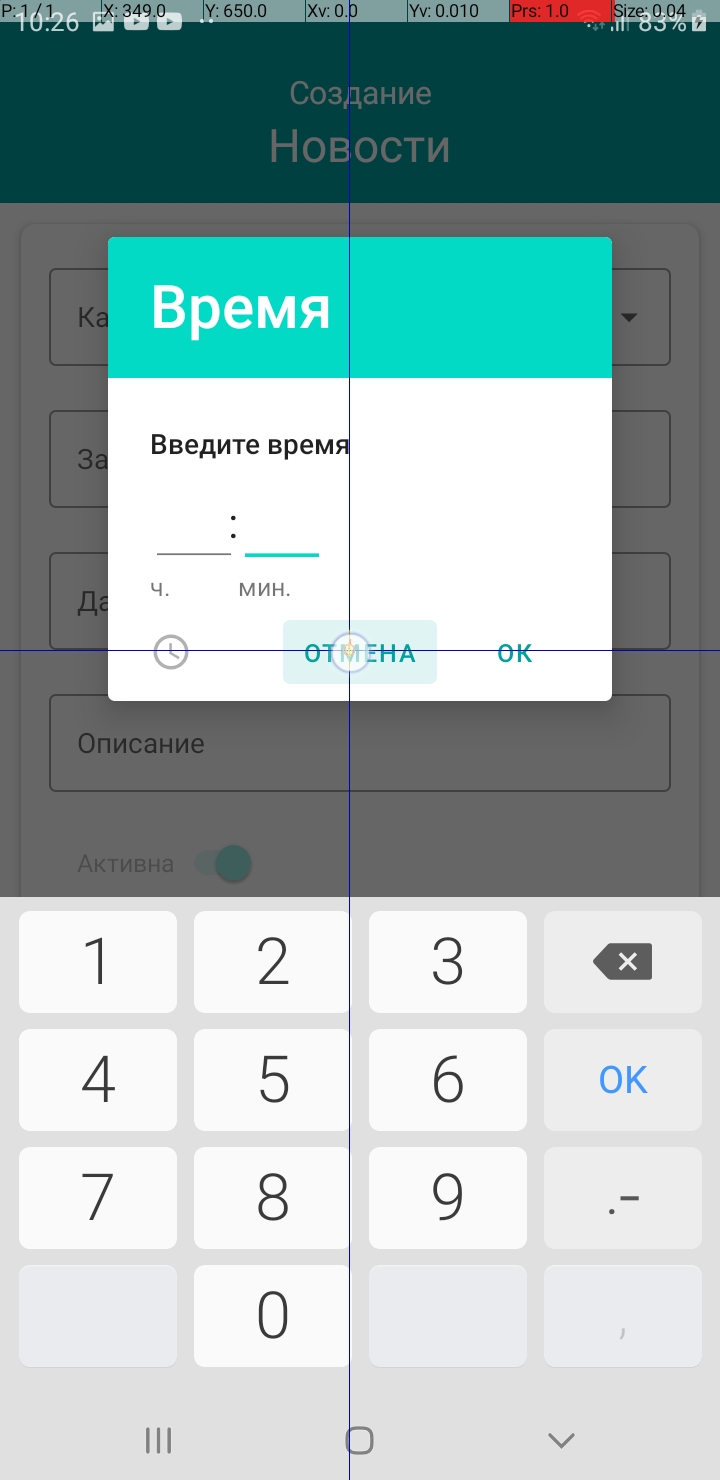 P: 1 / 1 X: 349.0 Y: 650.0 Xv: 0.0 Yv: 0.010 Prs: 1.0 Size: 0.04
10:26 83%
Создание
Новости
Время
Ка
Введите время
За
:
ч. мин.
Да
ОТМЕНА ОК
Описание
Активна
1 2 3
4 5 6 OK
7 8 9 .-
0 ,